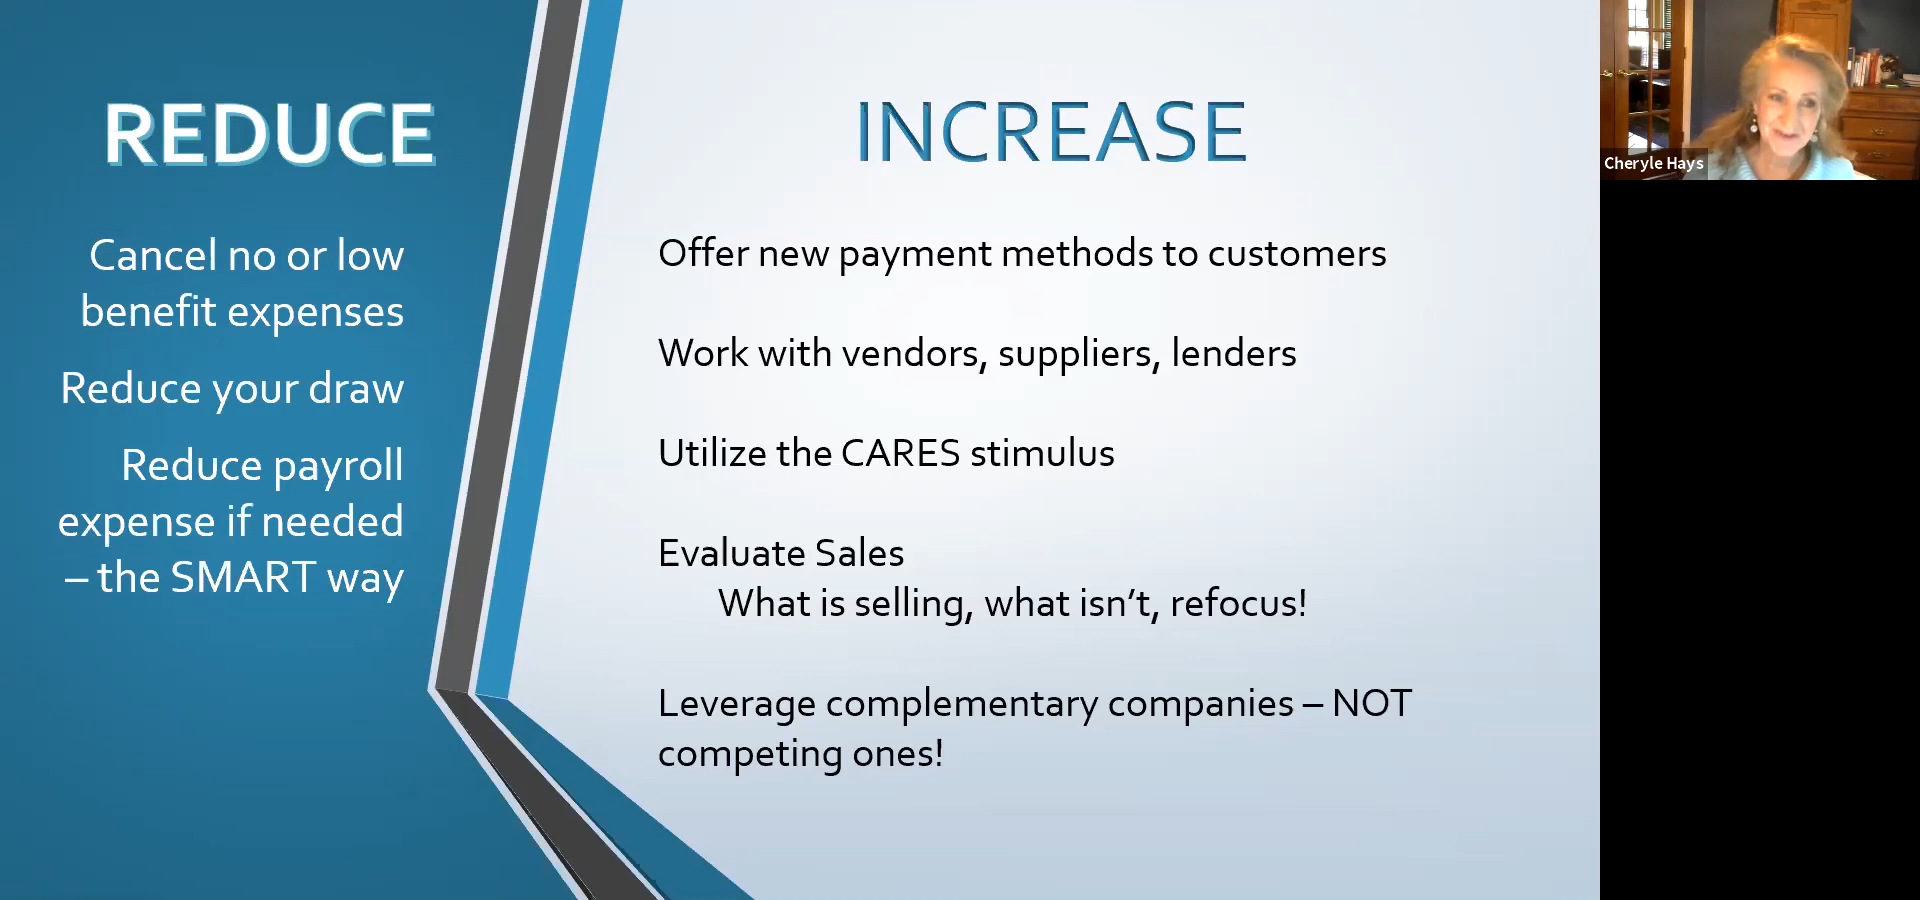 REDUCE
Cancel no or low
benefit expenses
Reduce your draw
Reduce payroll
expense if needed
– the SMART way
INCREASE
Offer new payment methods to customers
Work with vendors, suppliers, lenders
Utilize the CARES stimulus
Evaluate Sales
What is selling, what isn’t, refocus!
Leverage complementary companies – NOT
competing ones!
Cheryle Hays